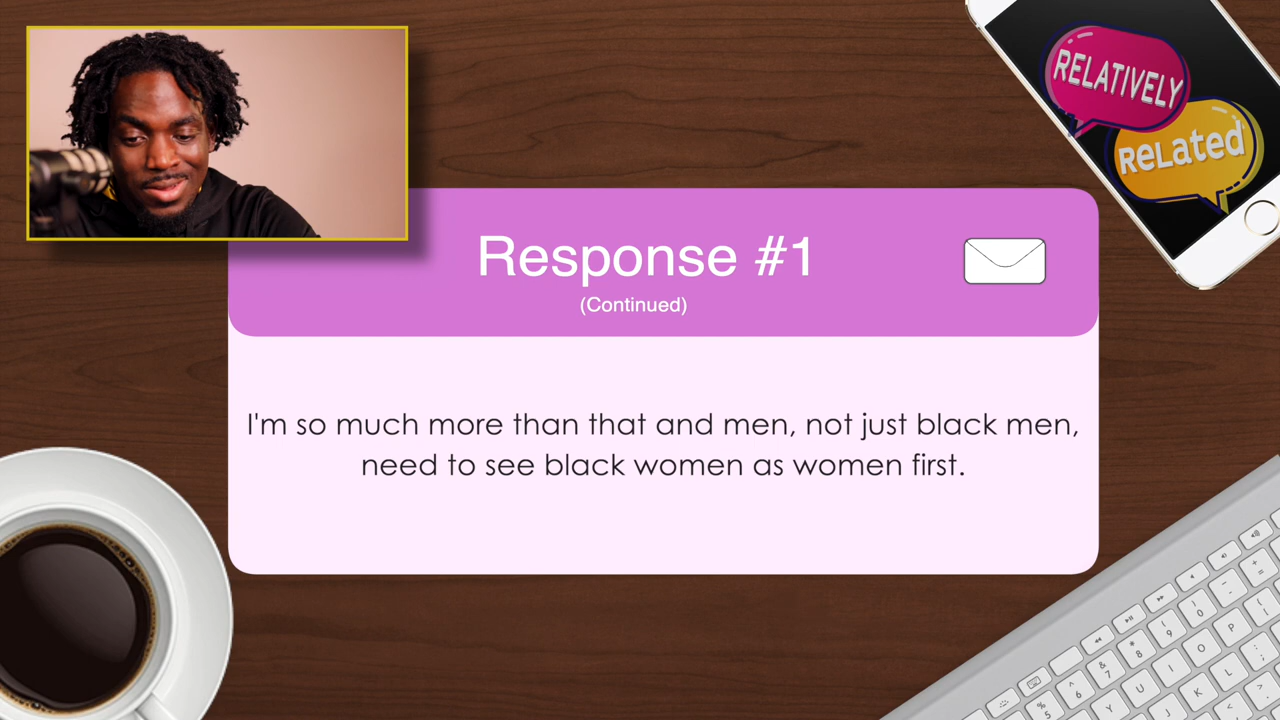 RELATIVELY
ReLated
Response #1
(Continued)
I'm so much more than that and men, not just black men,
need to see black women as women first.